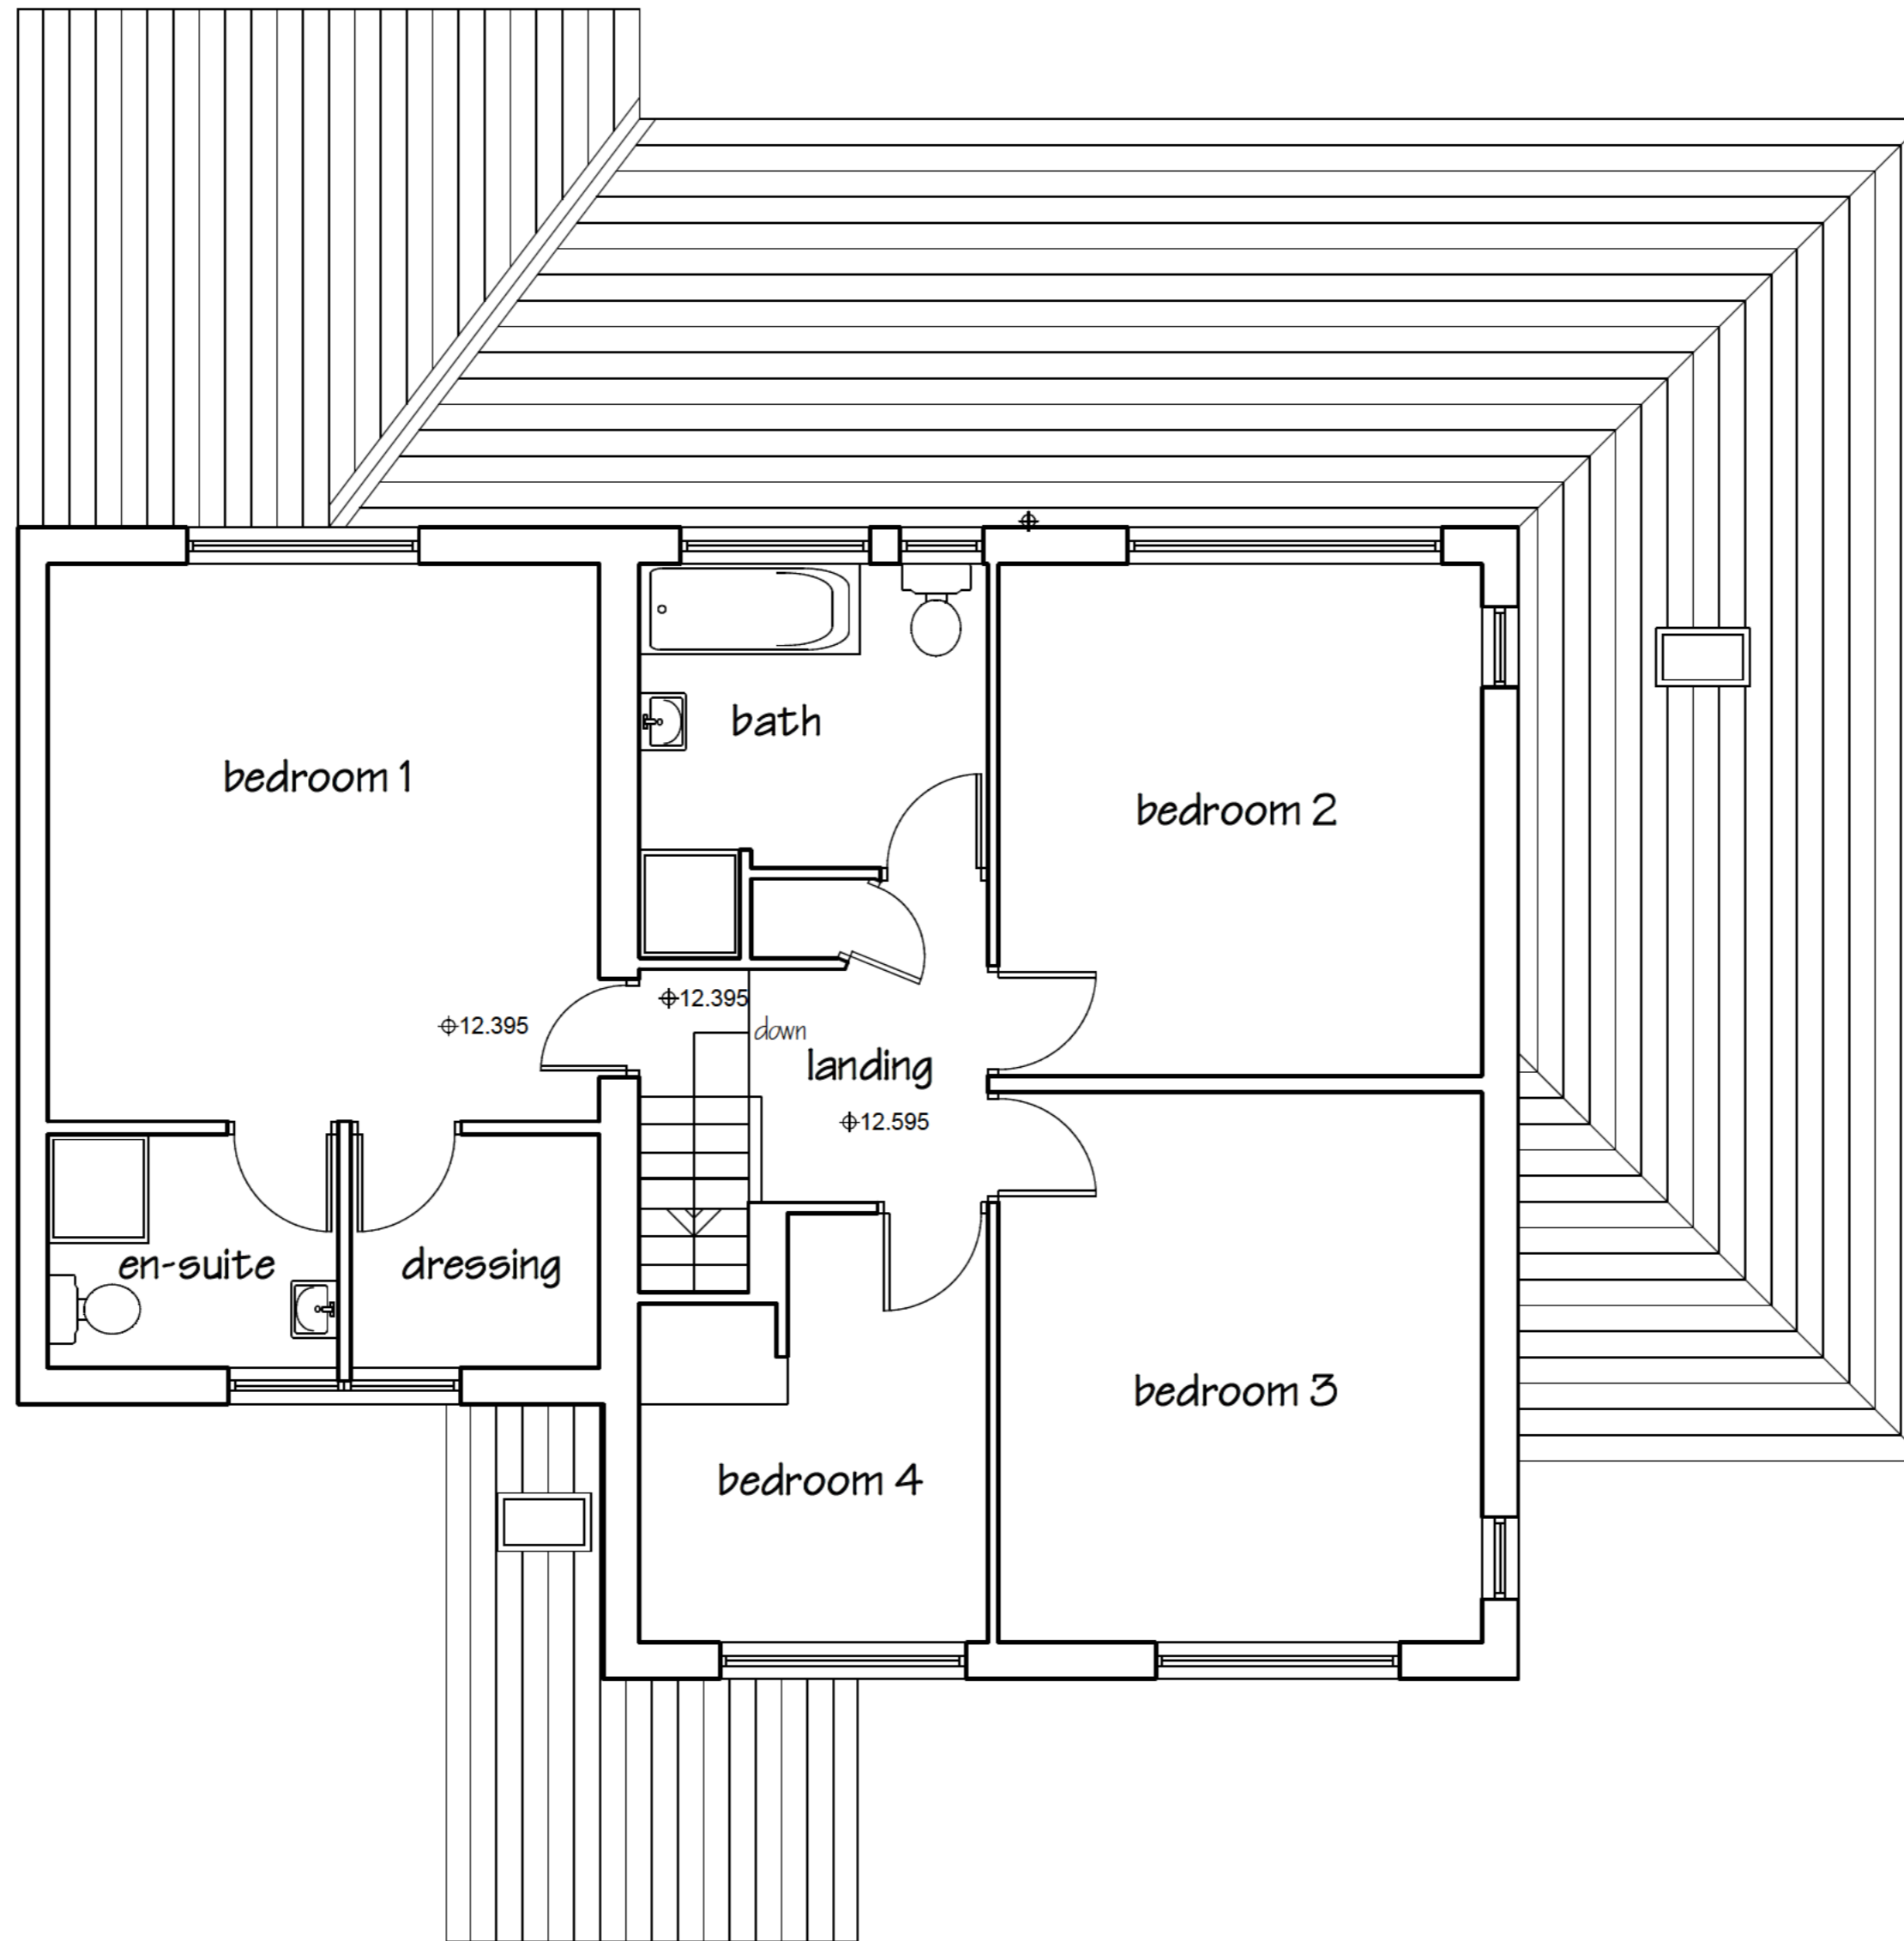 bath
bedroom 1
bedroom 2
12.395
12.395
down
landing
12.595
en-suite
dressing
bedroom 3
bedroom 4